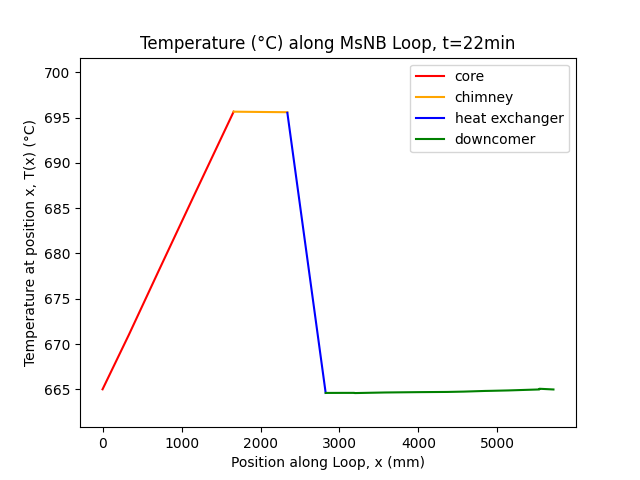 Temperature (°C) along MsNB Loop, t=22min
Temperature at position x, T(x) (°C)
700
695
690
685
680
675
670
665
core
chimney
heat exchanger
downcomer
0
1000
2000
3000
4000
5000
Position along Loop, x (mm)